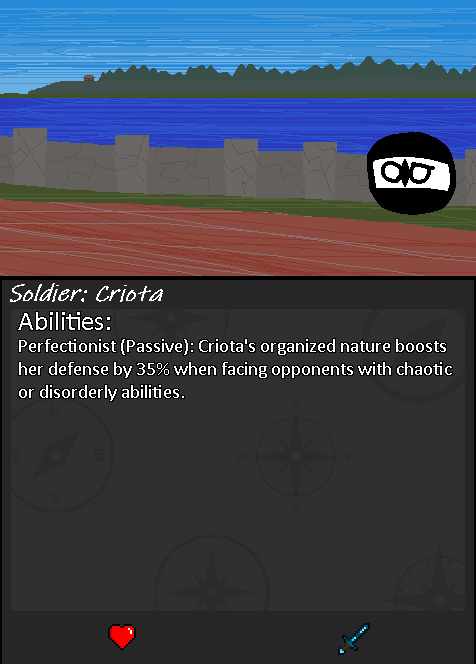 Soldier: Criota
Abilities:
Perfectionist (Passive): Criota's organized nature boosts
her defense by 35% when facing opponents with chaotic
or disorderly abilities.
N
N
W
E
E
S
S